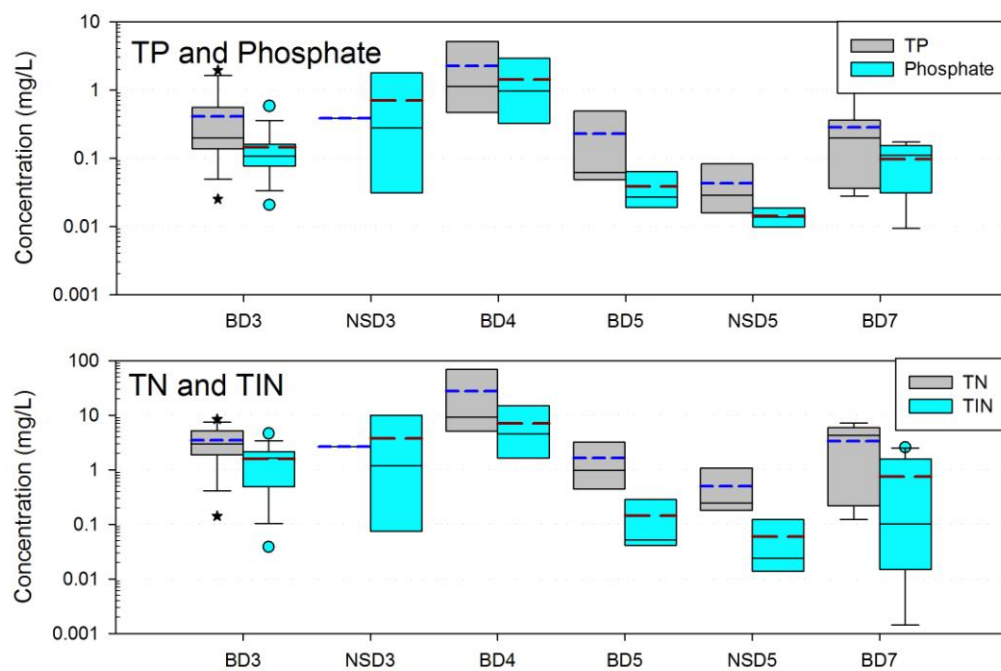 TP and Phosphate
TP
Phosphate
Concentration (mg/L)
10
1
0.1
0.01
0.001
BD3 NSD3 BD4 BD5 NSD5 BD7
TN and TIN
TN
TIN
Concentration (mg/L)
100
10
1
0.1
0.01
0.001
BD3 NSD3 BD4 BD5 NSD5 BD7